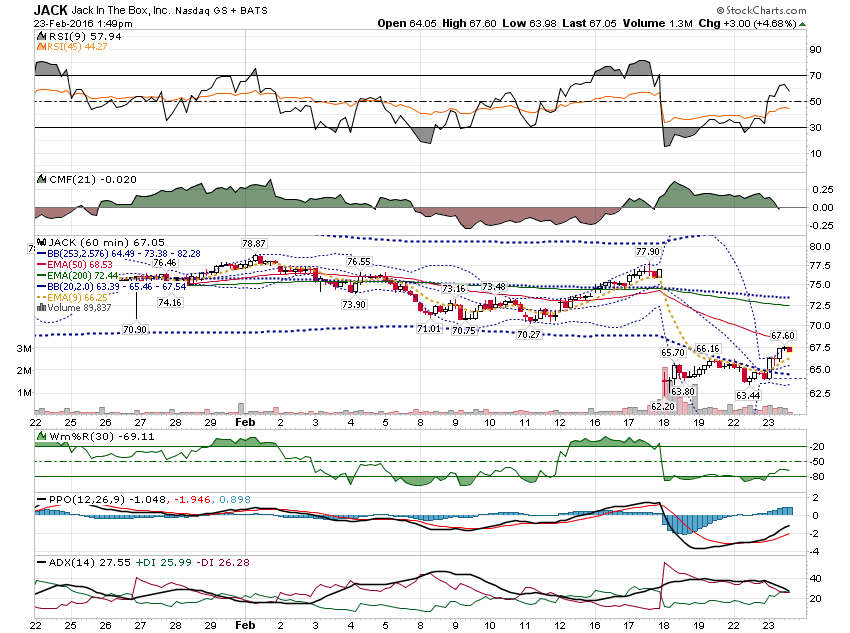 JACK Jack In The Box, Inc. Nasdaq GS + BATS © StockCharts.com
23-Feb-2016 1:49pm Open 64.05 High 67.60 Low 63.98 Last 67.05 Volume 1.3M Chg +3.00 (+4.68%)
RSI(9) 57.94
RSI(45) 44.27
90
70
50
30
10
CMF(21) -0.020
0.25
0.00
-0.25
JACK (60 min) 67.05
BB(253,2.576) 64.49 - 73.38 - 82.28
EMA(50) 68.53
EMA(200) 72.44
BB(20,2.0) 63.39 - 65.46 - 67.54
EMA(9) 66.25
Volume 89,837
78.87
77.90
76.46
76.55
74.16
73.90
73.16
73.48
70.90
71.01
70.75
70.27
67.60
65.70
66.16
63.80
63.44
62.20
80.0
77.5
75.0
72.5
70.0
67.5
65.0
62.5
3M
2M
1M
22 25 26 27 28 29 Feb 2 3 4 5 8 9 10 11 12 16 17 18 19 22 23
Wm%R(30) -69.11
-20
-50
-80
PPO(12,26,9) -1.048, -1.946, 0.898
2
0
-2
-4
ADX(14) 27.55 +DI 25.99 -DI 26.28
40
20
22 25 26 27 28 29 Feb 2 3 4 5 8 9 10 11 12 16 17 18 19 22 23